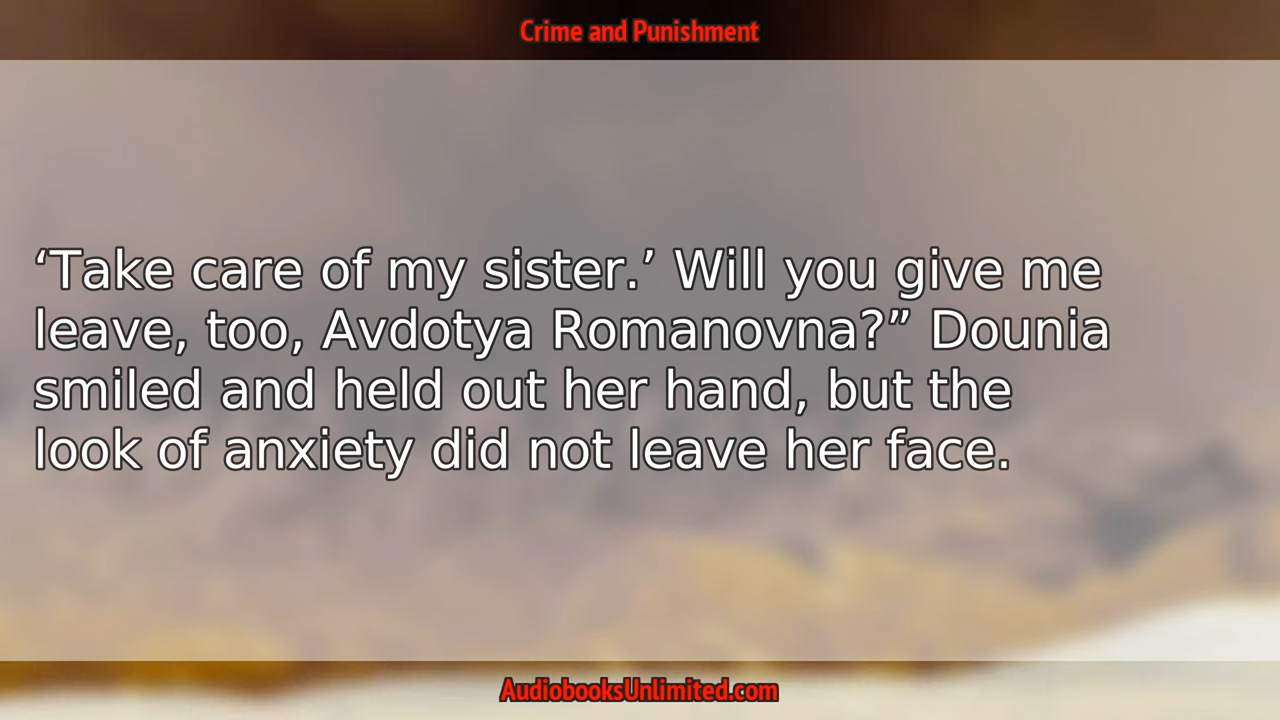 Crime and Punishment
‘Take care of my sister.’ Will you give me
leave, too, Avdotya Romanovna?” Dounia
smiled and held out her hand, but the
look of anxiety did not leave her face.
AudiobooksUnlimited.com